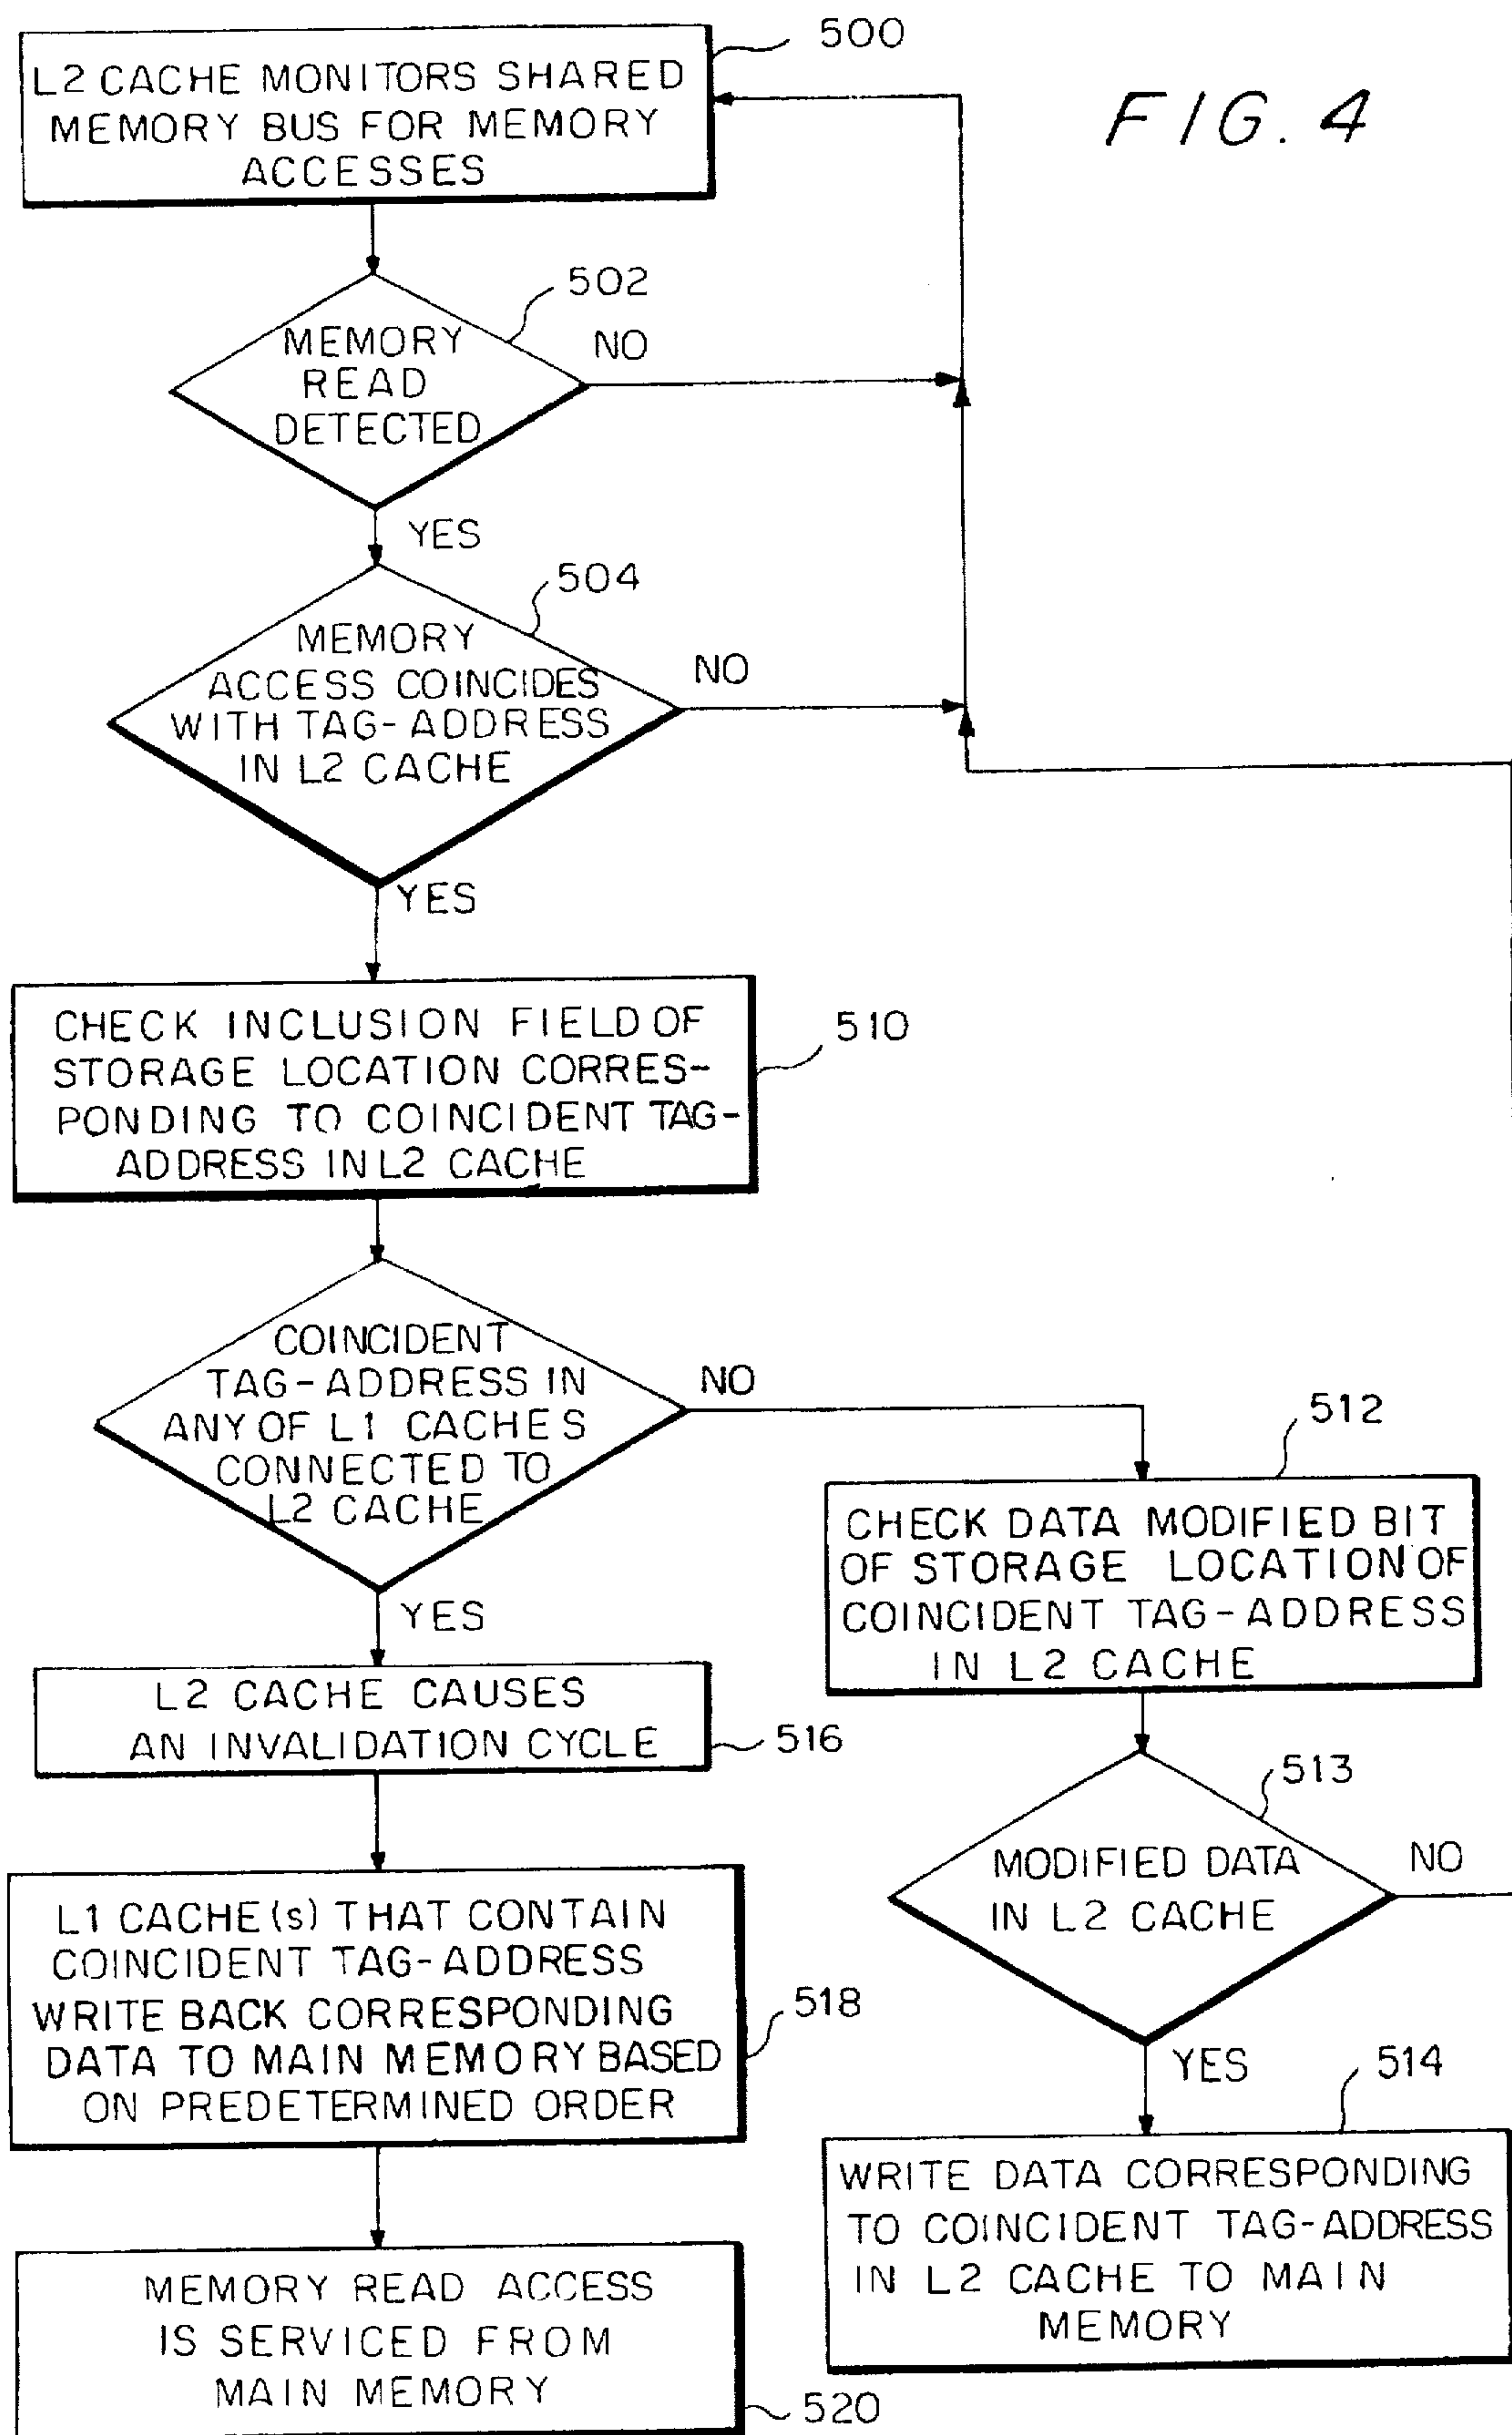 500
L2 CACHE MONITORS SHARED
MEMORY BUS FOR MEMORY
ACCESSES
FIG. 4
502
MEMORY
READ
DETECTED
NO
YES
504
MEMORY
ACCESS COINCIDES
WITH TAG-ADDRESS
IN L2 CACHE
NO
YES
CHECK INCLUSION FIELD OF
STORAGE LOCATION CORRES-
PONDING TO COINCIDENT TAG-
ADDRESS IN L2 CACHE
510
COINCIDENT
TAG-ADDRESS IN
ANY OF L1 CACHES
CONNECTED TO
L2 CACHE
NO
YES
512
CHECK DATA MODIFIED BIT
OF STORAGE LOCATION OF
COINCIDENT TAG-ADDRESS
IN L2 CACHE
L2 CACHE CAUSES
AN INVALIDATION CYCLE
516
513
MODIFIED DATA
IN L2 CACHE
NO
YES
L1 CACHE(s) THAT CONTAIN
COINCIDENT TAG-ADDRESS
WRITE BACK CORRESPONDING
DATA TO MAIN MEMORY BASED
ON PREDETERMINED ORDER
518
514
WRITE DATA CORRESPONDING
TO COINCIDENT TAG-ADDRESS
IN L2 CACHE TO MAIN
MEMORY
MEMORY READ ACCESS
IS SERVICED FROM
MAIN MEMORY
520